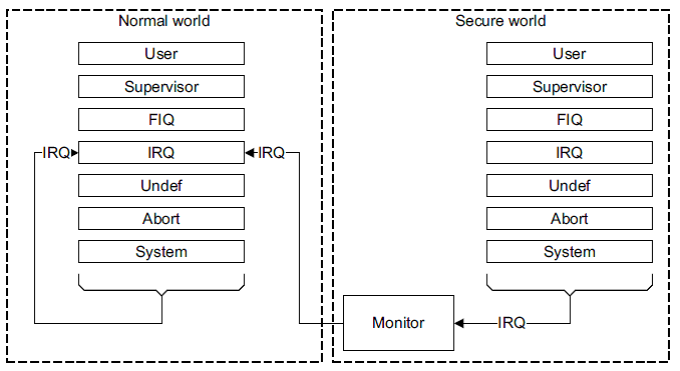 Normal world
User
Supervisor
FIQ
IRQ
IRQ
IRQ
Undef
Abort
System
Secure world
User
Supervisor
FIQ
IRQ
Undef
Abort
System
Monitor
IRQ